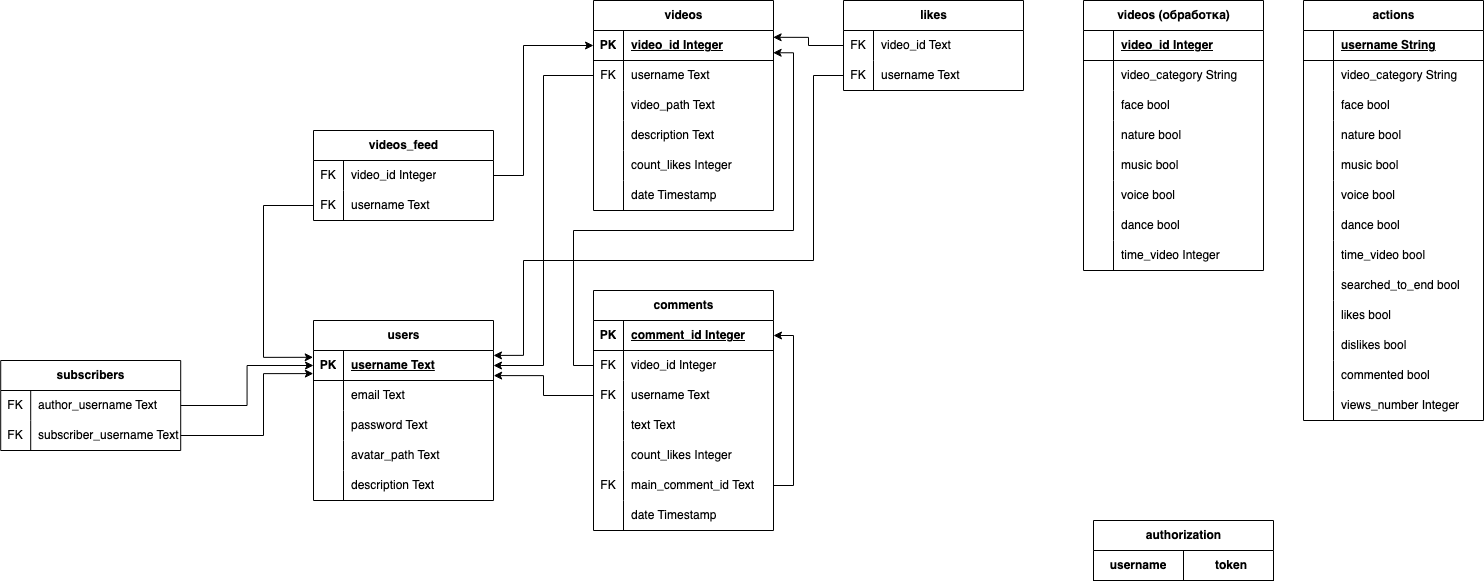 videos
PK video_id Integer
FK username Text
video_path Text
description Text
count_likes Integer
date Timestamp
likes
FK video_id Text
FK username Text
videos (обработка)
video_id Integer
video_category String
face bool
nature bool
music bool
voice bool
dance bool
time_video Integer
actions
username String
video_category String
face bool
nature bool
music bool
voice bool
dance bool
time_video bool
searched_to_end bool
likes bool
dislikes bool
commented bool
views_number Integer
videos_feed
FK video_id Integer
FK username Text
subscribers
FK author_username Text
FK subscriber_username Text
users
PK username Text
email Text
password Text
avatar_path Text
description Text
comments
PK comment_id Integer
FK video_id Integer
FK username Text
text Text
count_likes Integer
FK main_comment_id Text
date Timestamp
authorization
username token